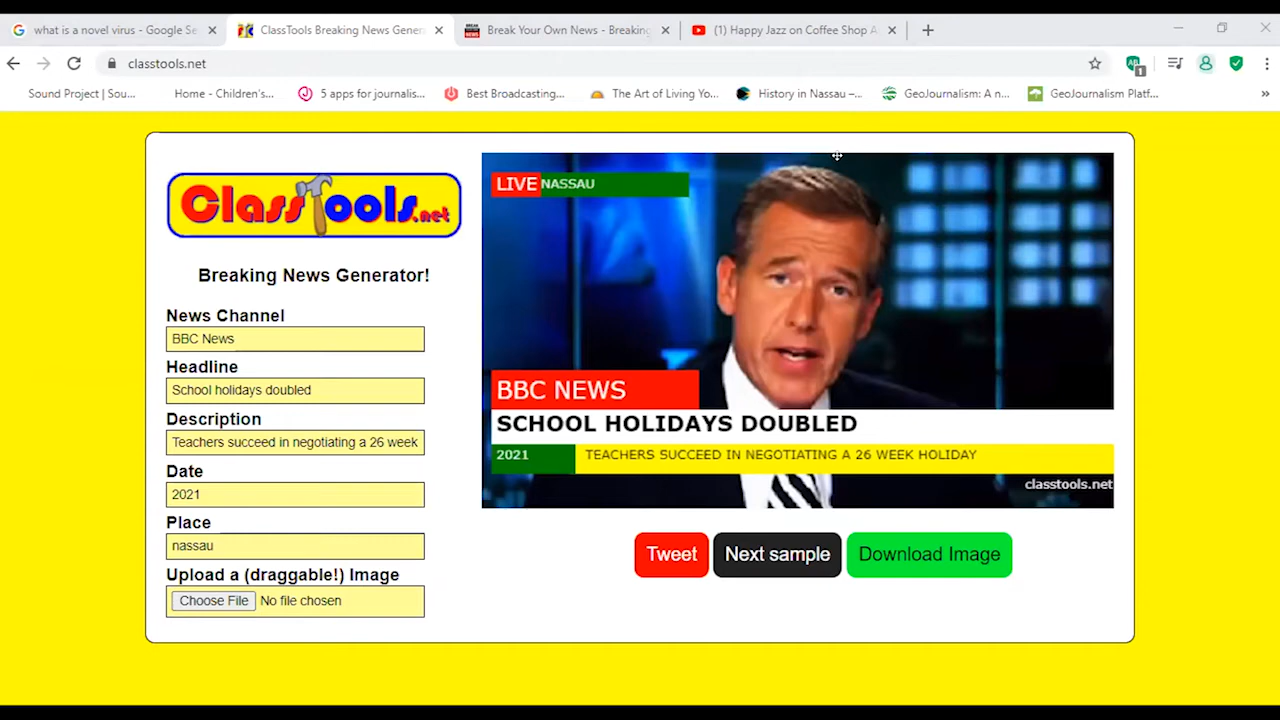 what is a novel virus - Google Se
ClassTools Breaking News Genera
Break Your Own News - Breaking
(1) Happy Jazz on Coffee Shop A
classtools.net
1
Sound Project | Sou...
Home - Children's...
5 apps for journalis...
Best Broadcasting...
The Art of Living Yo...
History in Nassau –...
GeoJournalism: A n...
GeoJournalism Platf...
»
ClassTools.net
Breaking News Generator!
News Channel
BBC News
Headline
School holidays doubled
Description
Teachers succeed in negotiating a 26 week
Date
2021
Place
nassau
Upload a (draggable!) Image
Choose File No file chosen
LIVE NASSAU
BBC NEWS
SCHOOL HOLIDAYS DOUBLED
2021 TEACHERS SUCCEED IN NEGOTIATING A 26 WEEK HOLIDAY
classtools.net
Tweet
Next sample
Download Image